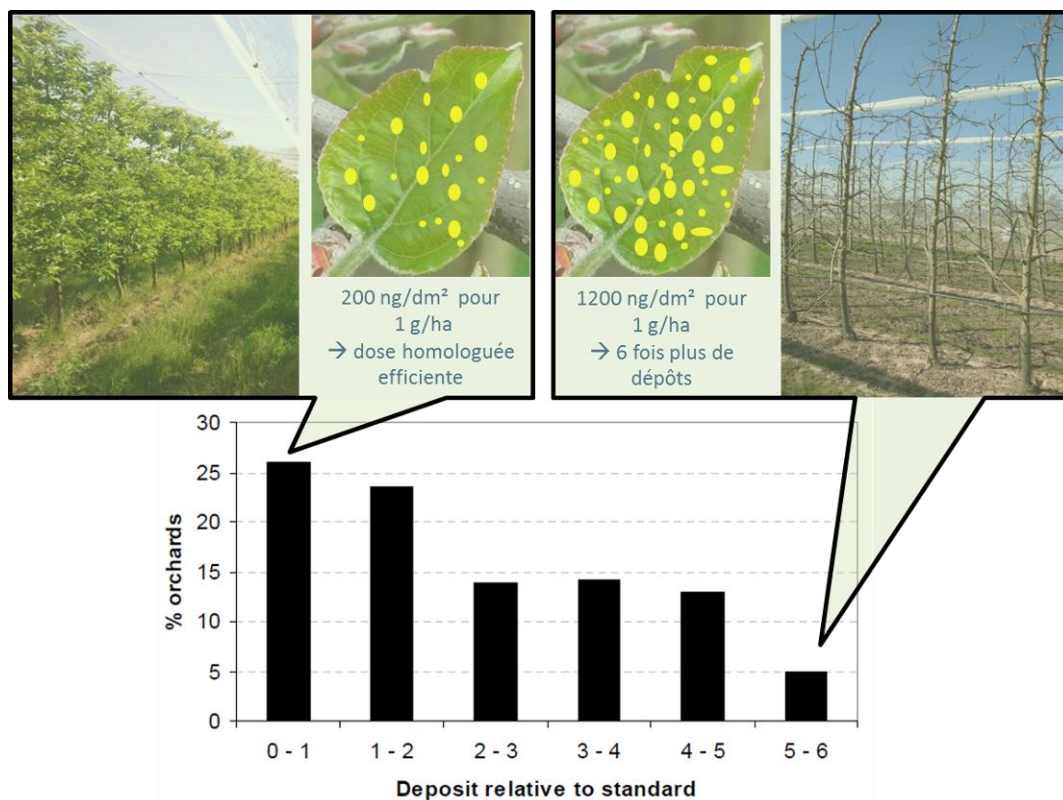 200 ng/dm² pour
1 g/ha
→ dose homologuée
efficiente
1200 ng/dm² pour
1 g/ha
→ 6 fois plus de
dépôts
30
25
20
15
10
5
0
% orchards
0 - 1
1 - 2
2 - 3
3 - 4
4 - 5
5 - 6
Deposit relative to standard